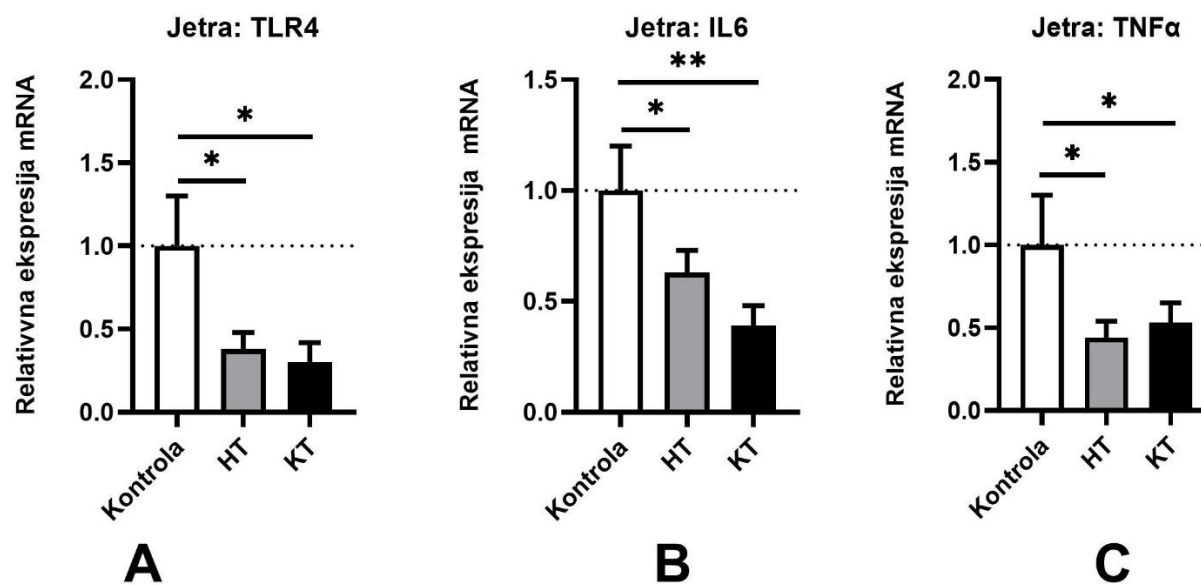 Jetra: TLR4
Relativna ekspresija mRNA
2.0
1.5
1.0
0.5
0.0
*
*
Kontrola
HT
KT
A
Jetra: IL6
Relativna ekspresija mRNA
1.5
1.0
0.5
0.0
**
*
Kontrola
HT
KT
B
Jetra: TNFα
Relativna ekspresija mRNA
2.0
1.5
1.0
0.5
0.0
*
*
Kontrola
HT
KT
C